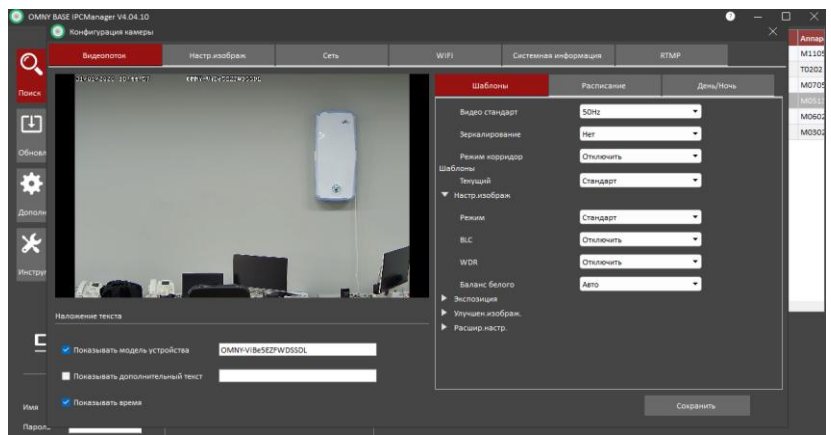 OMNY BASE IPCManager V4.04.10
Конфигурация камеры
Видеопоток Настр.изображ Сеть WIFI Системная информация RTMP
Шаблоны Расписание День/Ночь
Видео стандарт 50Hz
Зеркалирование Нет
Режим корридор Отключить
Шаблоны
Текущий Стандарт
Настр.изображ
Режим Стандарт
BLC Отключить
WDR Отключить
Баланс белого Авто
Экспозиция
Улучшен.изображ.
Расшир.настр.
Наложение текста
Показывать модель устройства OMNY-ViBe5EZFWDSSDL
Показывать дополнительный текст
Показывать время
Сохранить
Поиск
Обновл
Дополн
Инстру
Имя
Парол
Аппар
M1105
T0202
M0705
M0602
M0302